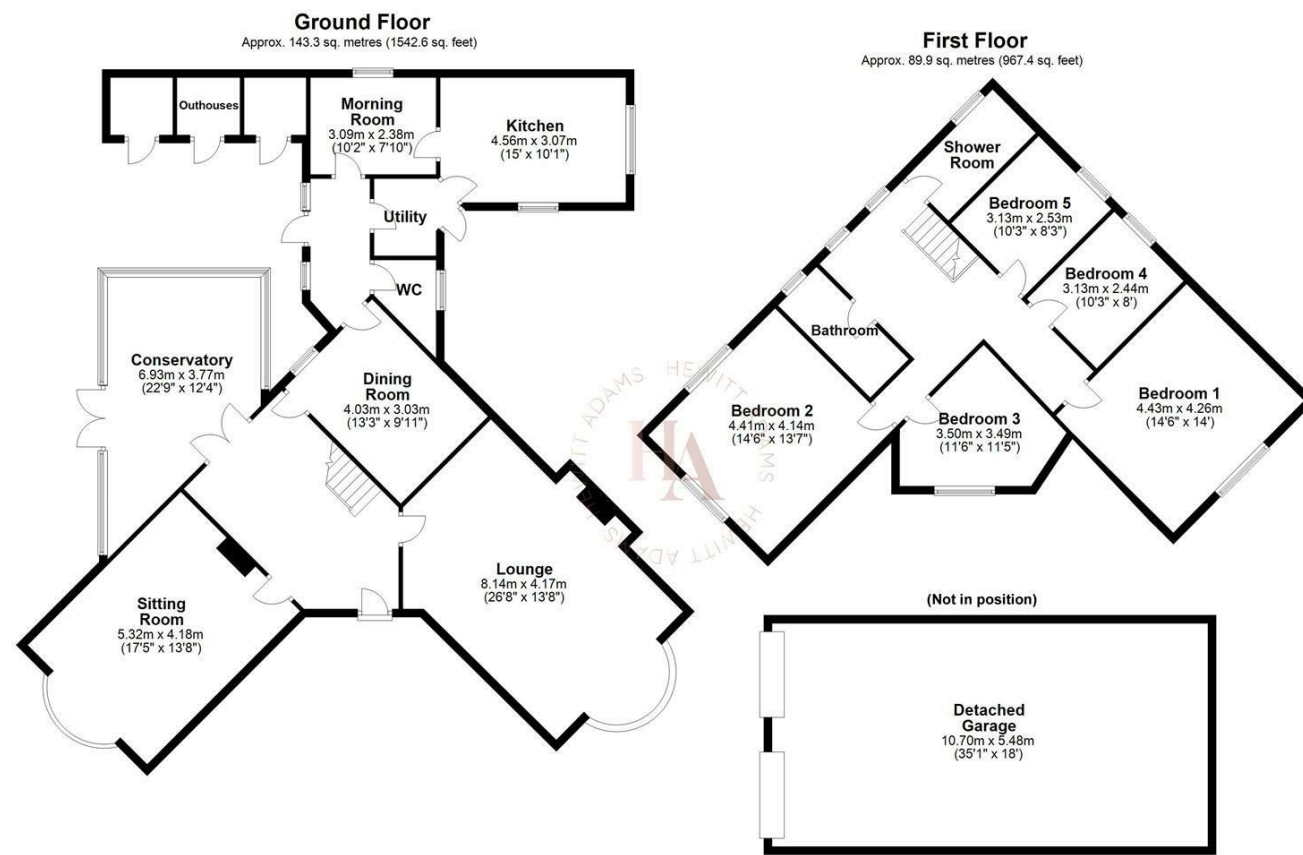 Ground Floor
Approx. 143.3 sq. metres (1542.6 sq. feet)
Outhouses
Morning
Room
3.09m x 2.38m
(10'2" x 7'10")
Kitchen
4.56m x 3.07m
(15' x 10'1")
Utility
WC
Conservatory
6.93m x 3.77m
(22'9" x 12'4")
Dining
Room
4.03m x 3.03m
(13'3" x 9'11")
Lounge
8.14m x 4.17m
(26'8" x 13'8")
Sitting
Room
5.32m x 4.18m
(17'5" x 13'8")
First Floor
Approx. 89.9 sq. metres (967.4 sq. feet)
Shower
Room
Bedroom 5
3.13m x 2.53m
(10'3" x 8'3")
Bedroom 4
3.13m x 2.44m
(10'3" x 8')
Bathroom
Bedroom 2
4.41m x 4.14m
(14'6" x 13'7")
Bedroom 3
3.50m x 3.49m
(11'6" x 11'5")
Bedroom 1
4.43m x 4.26m
(14'6" x 14')
(Not in position)
Detached
Garage
10.70m x 5.48m
(35'1" x 18')
HEWITT ADAMS HEWITT ADAMS HEWITT ADAMS
HA